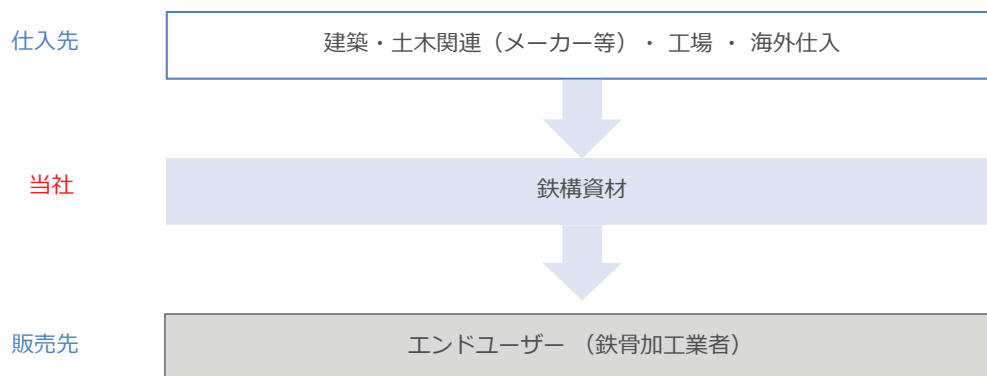 仕入先
建築・土木関連（メーカー等）・ 工場 ・ 海外仕入
当社
鉄構資材
販売先
エンドユーザー （鉄骨加工業者）